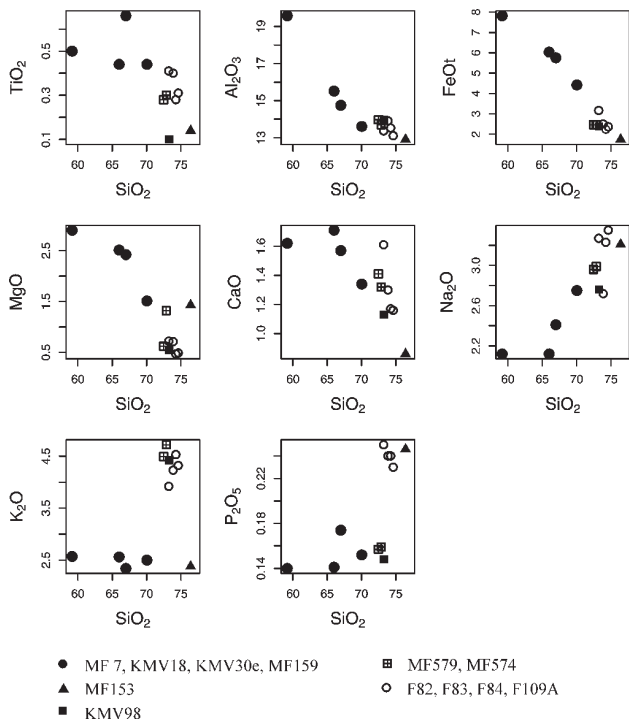 TiO₂
0.1 0.3 0.5
60 65 70 75
SiO₂
Al₂O₃
13 15 17 19
60 65 70 75
SiO₂
FeOt
2 3 4 5 6 7 8
60 65 70 75
SiO₂
MgO
0.5 1.5 2.5
60 65 70 75
SiO₂
CaO
1.0 1.2 1.4 1.6
60 65 70 75
SiO₂
Na₂O
2.2 2.6 3.0
60 65 70 75
SiO₂
K₂O
2.5 3.5 4.5
60 65 70 75
SiO₂
P₂O₅
0.14 0.18 0.22
60 65 70 75
SiO₂
MF 7, KMV18, KMV30e, MF159
MF153
KMV98
MF579, MF574
F82, F83, F84, F109A